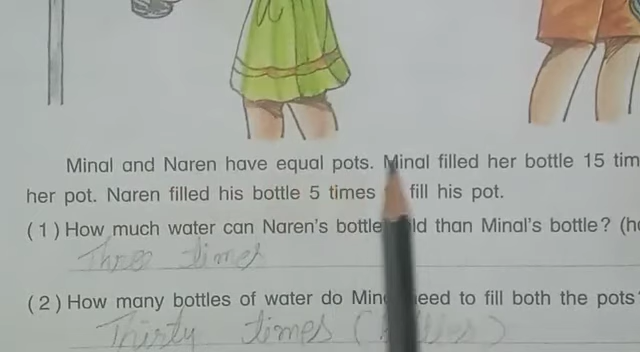 Minal and Naren have equal pots. Minal filled her bottle 15 tim
her pot. Naren filled his bottle 5 times fill his pot.
(1) How much water can Naren's bottle ld than Minal's bottle? (h
Three times
(2) How many bottles of water do Min eed to fill both the pots
Thirty times (